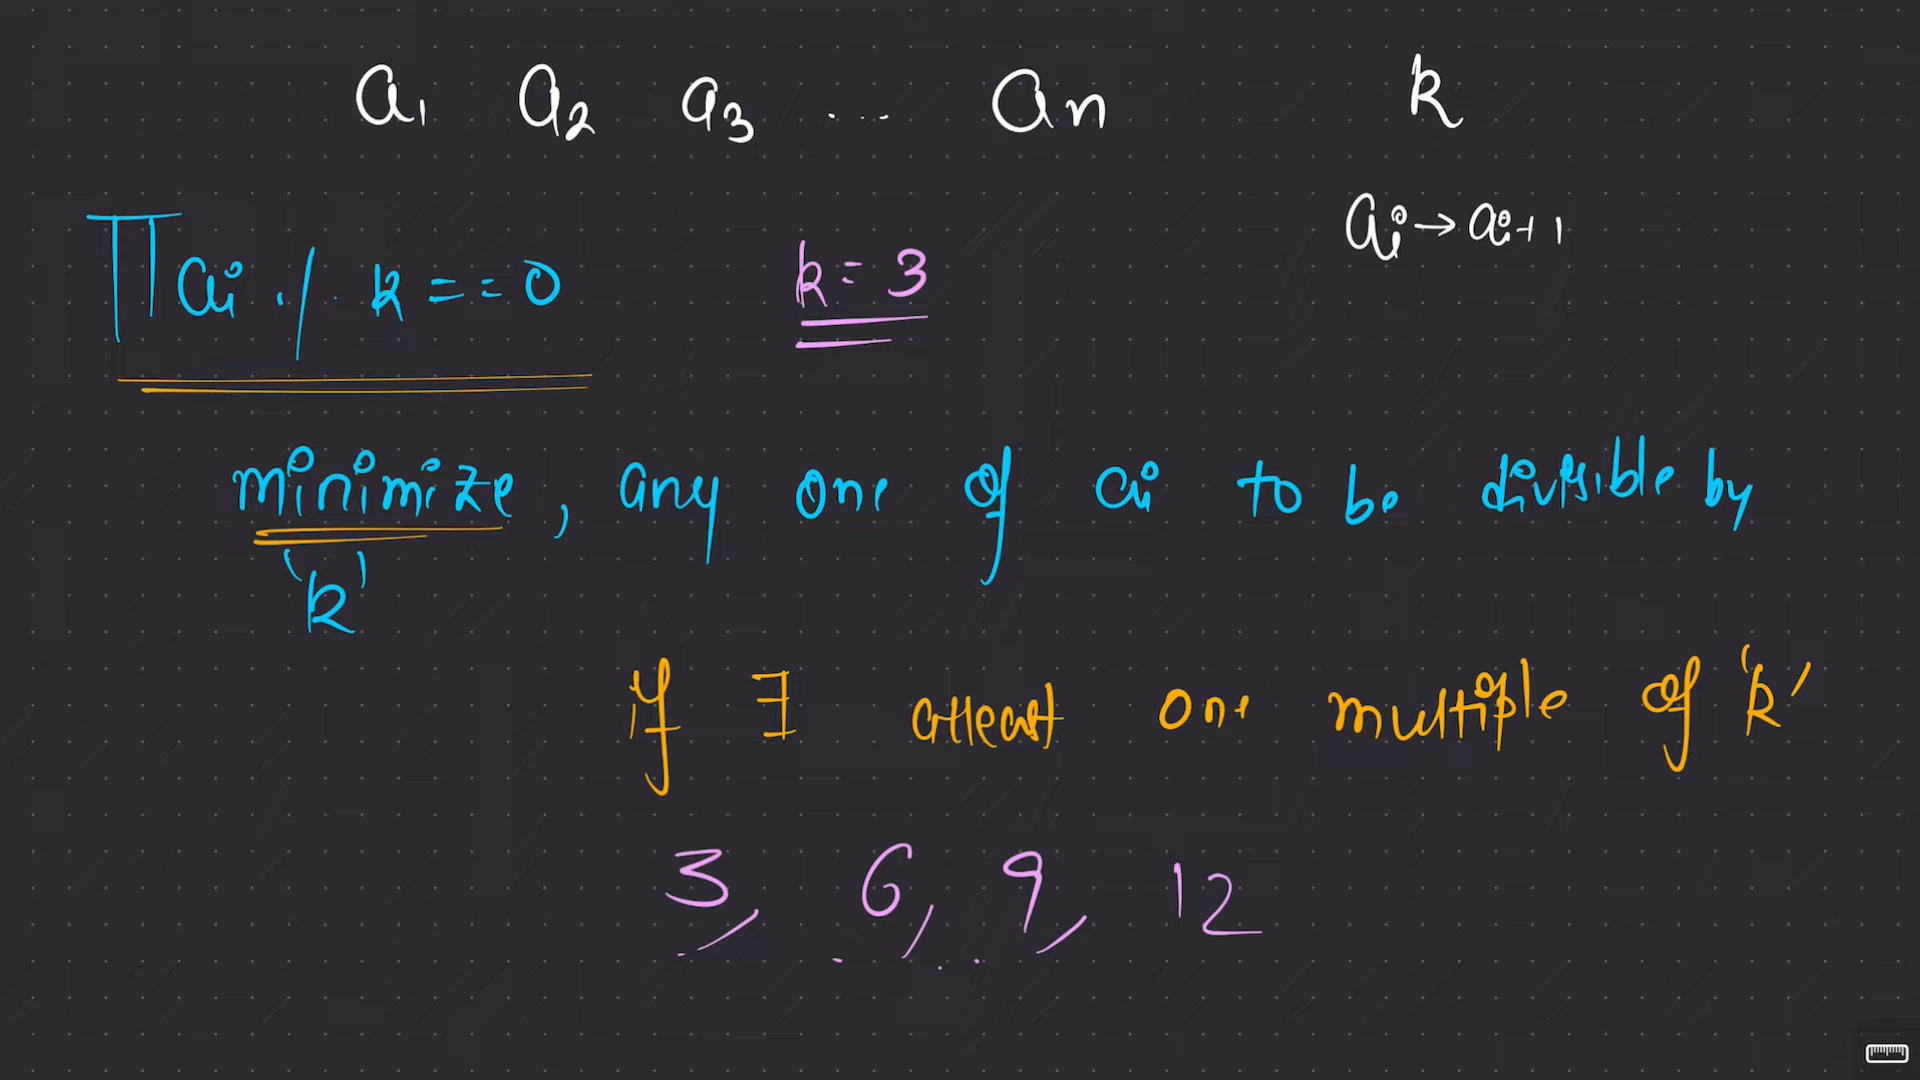 a1 a2 a3 ... an k
ai → ai+1
∏ ai % k == 0
k = 3
minimize, any one of ai to be divisible by
'k'
if ∃ atleast one multiple of 'k'
3, 6, 9, 12